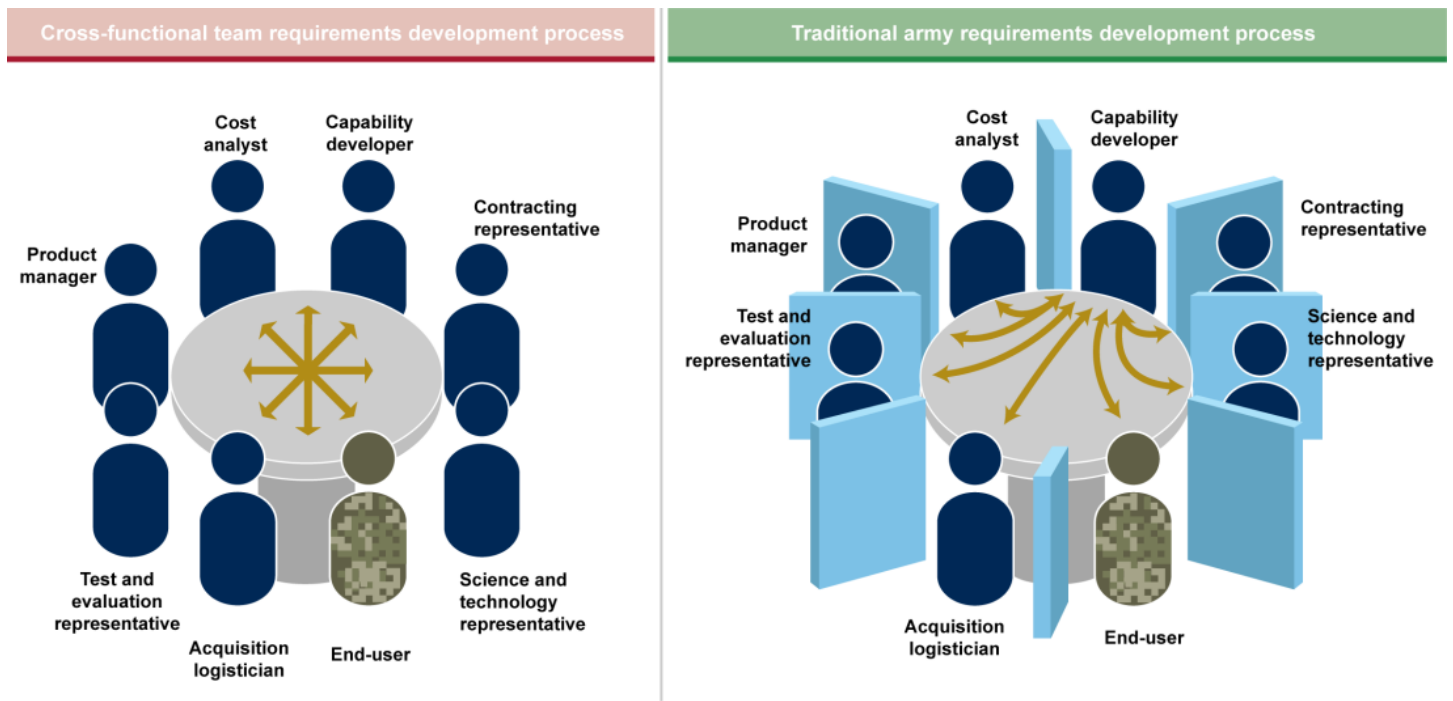 Cross-functional team requirements development process
Cost
analyst
Capability
developer
Contracting
representative
Product
manager
Test and
evaluation
representative
Acquisition
logistician
End-user
Science and
technology
representative
Traditional army requirements development process
Cost
analyst
Capability
developer
Product
manager
Contracting
representative
Test and
evaluation
representative
Science and
technology
representative
Acquisition
logistician
End-user